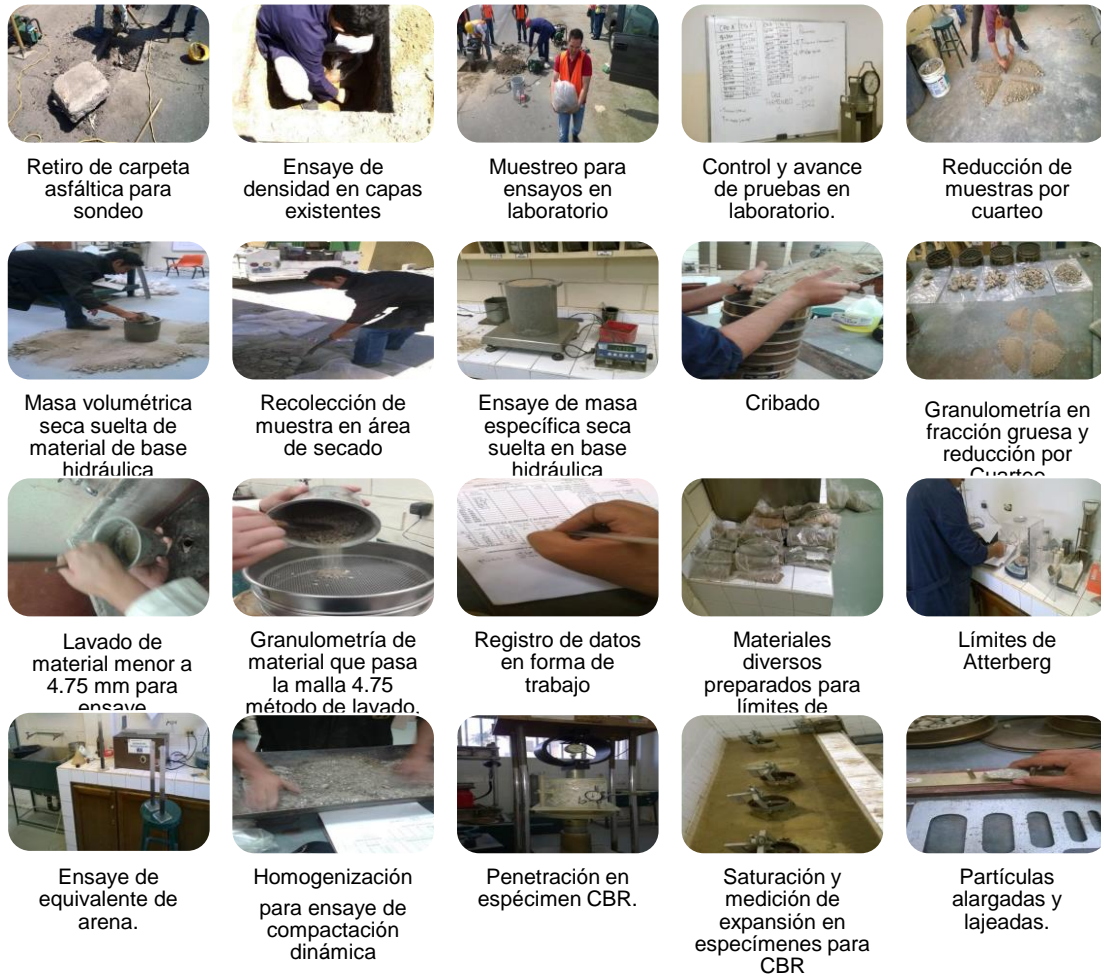 Retiro de carpeta
asfáltica para
sondeo
Ensaye de
densidad en capas
existentes
Muestreo para
ensayos en
laboratorio
Control y avance
de pruebas en
laboratorio.
Reducción de
muestras por
cuarteo
Masa volumétrica
seca suelta de
material de base
hidráulica
Recolección de
muestra en área
de secado
Ensaye de masa
específica seca
suelta en base
hidráulica
Cribado
Granulometría en
fracción gruesa y
reducción por
Cuarteo
Lavado de
material menor a
4.75 mm para
ensaye
Granulometría de
material que pasa
la malla 4.75
método de lavado.
Registro de datos
en forma de
trabajo
Materiales
diversos
preparados para
límites de
Límites de
Atterberg
Ensaye de
equivalente de
arena.
Homogenización
para ensaye de
compactación
dinámica
Penetración en
espécimen CBR.
Saturación y
medición de
expansión en
especímenes para
CBR
Partículas
alargadas y
lajeadas.